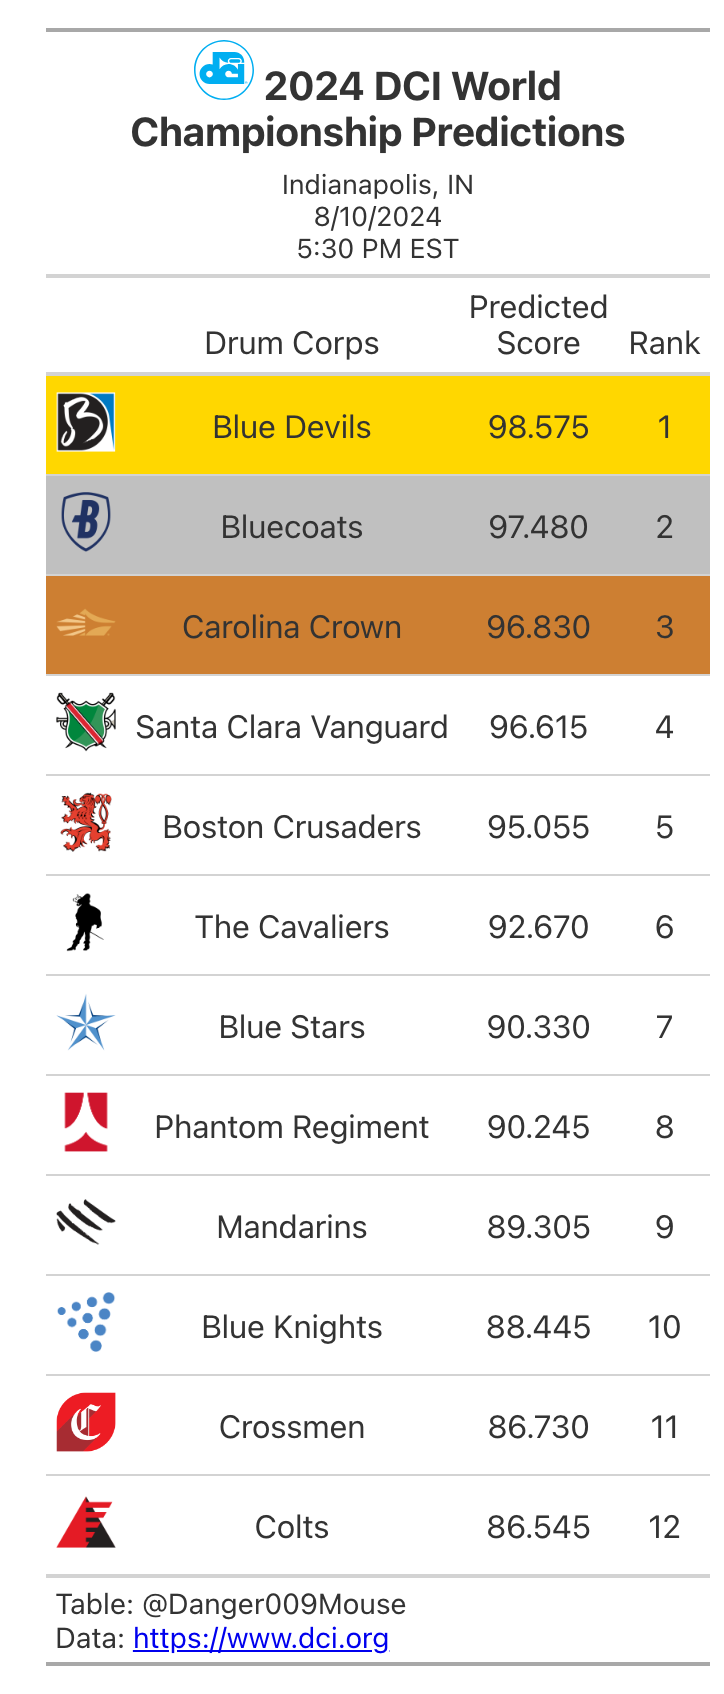 dci 2024 DCI World
Championship Predictions
Indianapolis, IN
8/10/2024
5:30 PM EST
Predicted
Drum Corps Score Rank
B Blue Devils 98.575 1
B Bluecoats 97.480 2
Carolina Crown 96.830 3
Santa Clara Vanguard 96.615 4
Boston Crusaders 95.055 5
The Cavaliers 92.670 6
Blue Stars 90.330 7
Phantom Regiment 90.245 8
Mandarins 89.305 9
Blue Knights 88.445 10
C Crossmen 86.730 11
Colts 86.545 12
Table: @Danger009Mouse
Data: https://www.dci.org